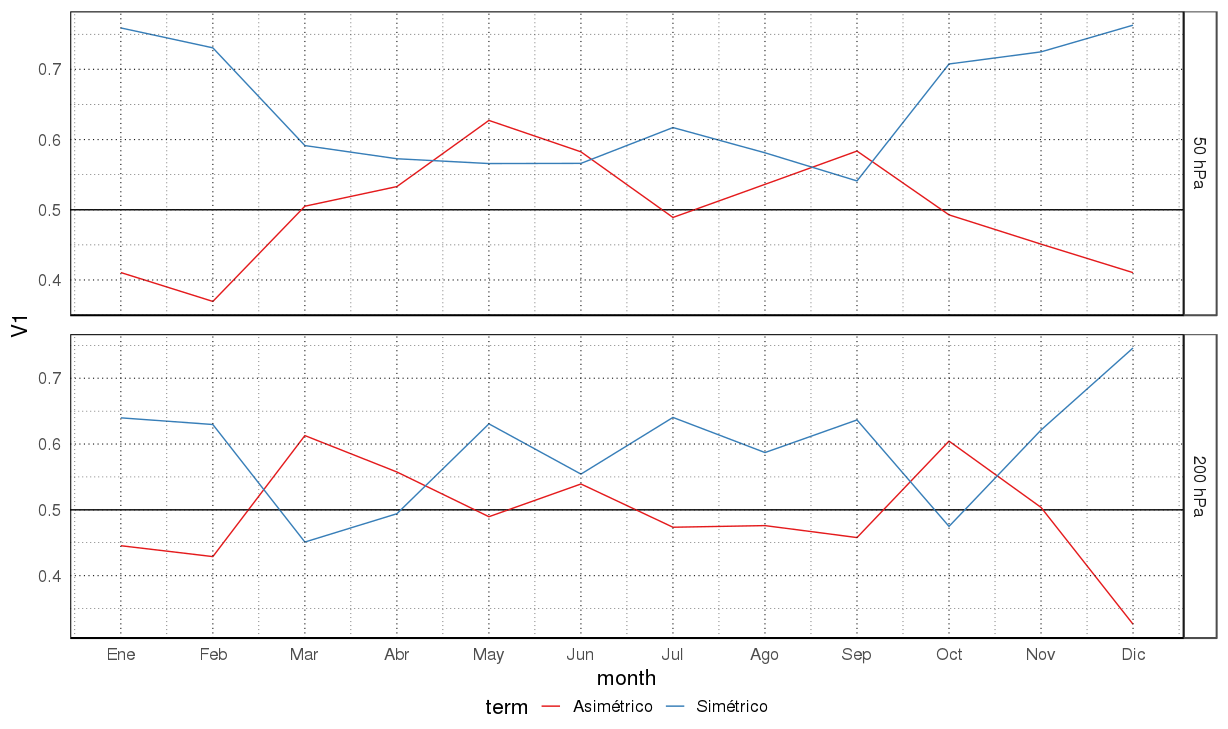 0.7
0.6
0.5
0.4
50 hPa
V1
0.7
0.6
0.5
0.4
200 hPa
Ene Feb Mar Abr May Jun Jul Ago Sep Oct Nov Dic
month
term Asimétrico Simétrico